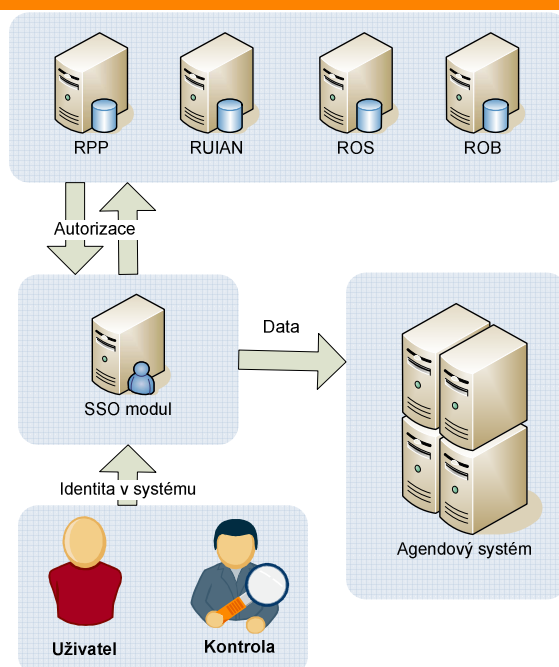 RPP
RUIAN
ROS
ROB
Autorizace
Data
SSO modul
Identita v systému
Agendový systém
Uživatel
Kontrola